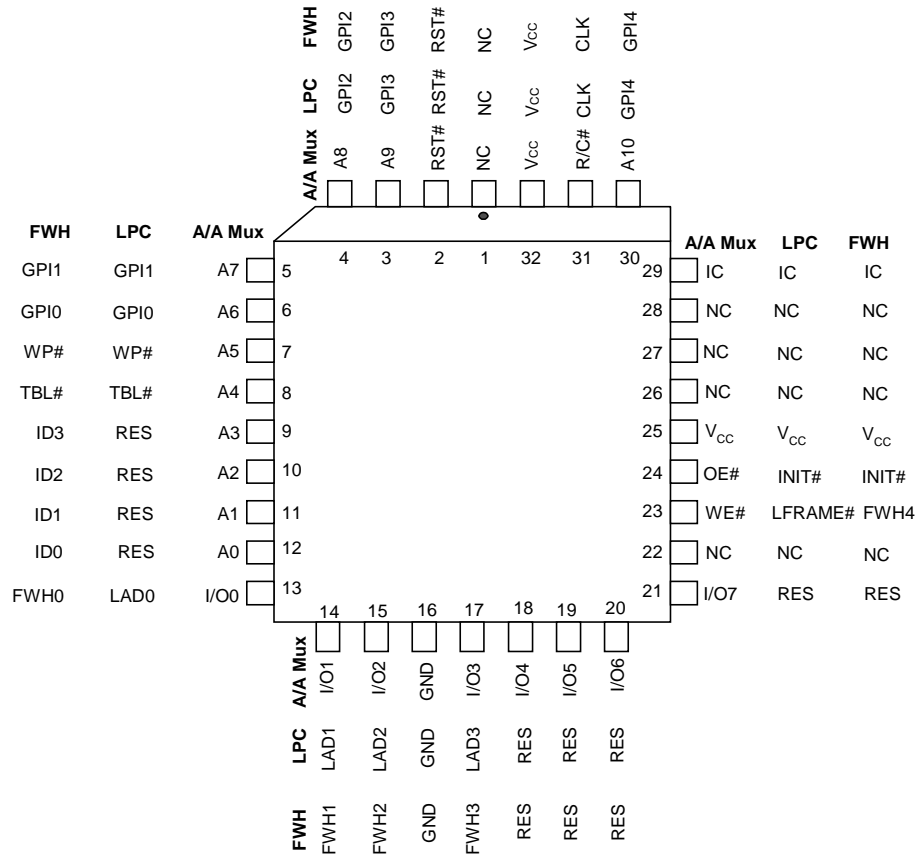 FWH GPI2 GPI3 RST# NC Vcc CLK GPI4
LPC GPI2 GPI3 RST# NC Vcc CLK GPI4
A/A Mux A8 A9 RST# NC Vcc R/C# A10
4 3 2 1 32 31 30
FWH LPC A/A Mux
GPI1 GPI1 A7 5
GPI0 GPI0 A6 6
WP# WP# A5 7
TBL# TBL# A4 8
ID3 RES A3 9
ID2 RES A2 10
ID1 RES A1 11
ID0 RES A0 12
FWH0 LAD0 I/O0 13
A/A Mux LPC FWH
29 IC IC IC
28 NC NC NC
27 NC NC NC
26 NC NC NC
25 VCC VCC VCC
24 OE# INIT# INIT#
23 WE# LFRAME# FWH4
22 NC NC NC
21 I/O7 RES RES
14 15 16 17 18 19 20
A/A Mux I/O1 I/O2 GND I/O3 I/O4 I/O5 I/O6
LPC LAD1 LAD2 GND LAD3 RES RES RES
FWH FWH1 FWH2 GND FWH3 RES RES RES